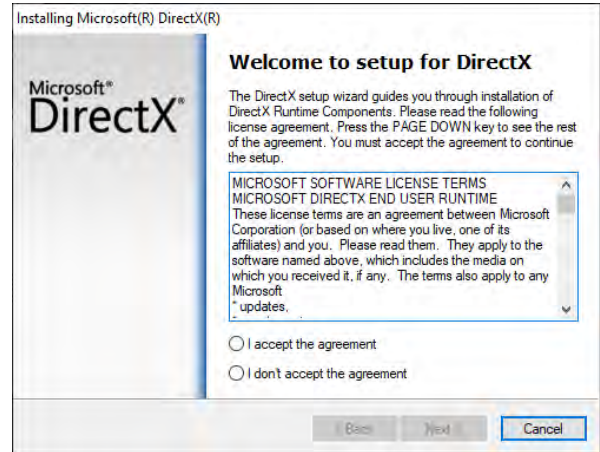 Installing Microsoft(R) DirectX(R)
Microsoft®
DirectX®
Welcome to setup for DirectX
The DirectX setup wizard guides you through installation of
DirectX Runtime Components. Please read the following
license agreement. Press the PAGE DOWN key to see the rest
of the agreement. You must accept the agreement to continue
the setup.
MICROSOFT SOFTWARE LICENSE TERMS
MICROSOFT DIRECTX END USER RUNTIME
These license terms are an agreement between Microsoft
Corporation (or based on where you live, one of its
affiliates) and you. Please read them. They apply to the
software named above, which includes the media on
which you received it, if any. The terms also apply to any
Microsoft
* updates,
I accept the agreement
I don't accept the agreement
< Back Next > Cancel